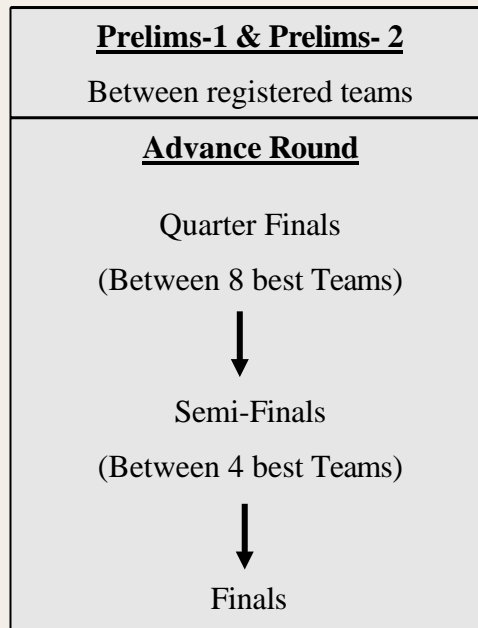 Prelims-1 & Prelims- 2
Between registered teams
Advance Round
Quarter Finals
(Between 8 best Teams)
Semi-Finals
(Between 4 best Teams)
Finals